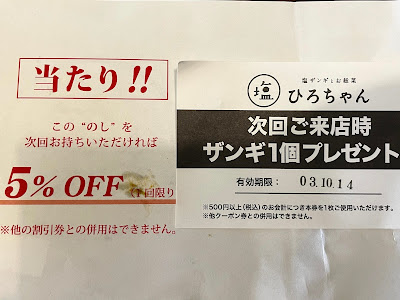 当たり!!
この“のし”を
次回お持ちいただければ
5% OFF
※1回限り
※他の割引券との併用はできません。
塩
塩ザンギとお総菜
ひろちゃん
次回ご来店時
ザンギ1個プレゼント
有効期限: 03.10.14
※500円以上(税込)のお会計につき本券を1枚ご使用いただけます。
※他クーポン券との併用はできません。